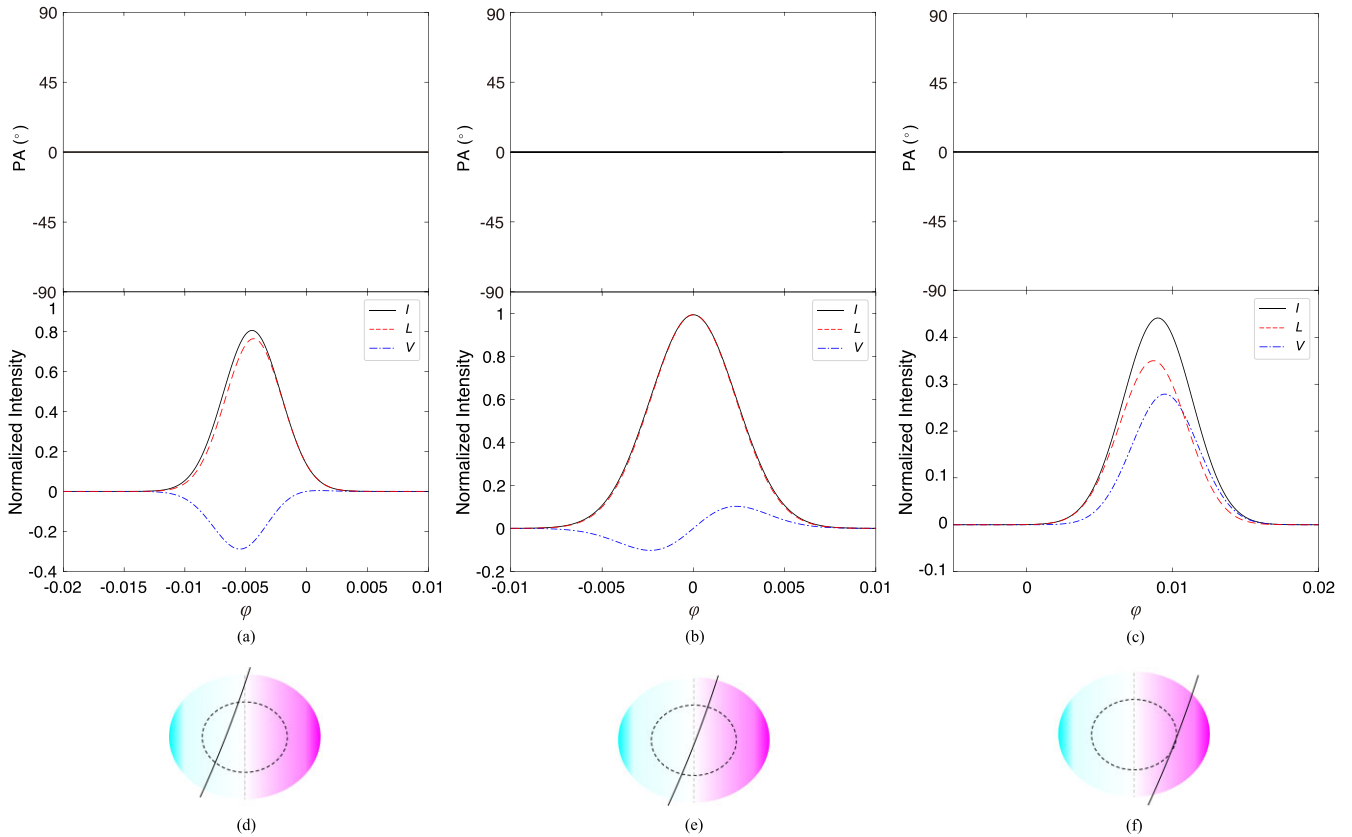 90
45
0
-45
-90
PA (°)
1
0.8
0.6
0.4
0.2
0
-0.2
-0.4
Normalized Intensity
I
L
V
-0.02
-0.015
-0.01
-0.005
0
0.005
0.01
φ
(a)
90
45
0
-45
-90
PA (°)
1
0.8
0.6
0.4
0.2
0
-0.2
Normalized Intensity
I
L
V
-0.01
-0.005
0
0.005
0.01
φ
(b)
90
45
0
-45
-90
PA (°)
0.4
0.3
0.2
0.1
0
-0.1
Normalized Intensity
I
L
V
0
0.01
0.02
φ
(c)
(d)
(e)
(f)